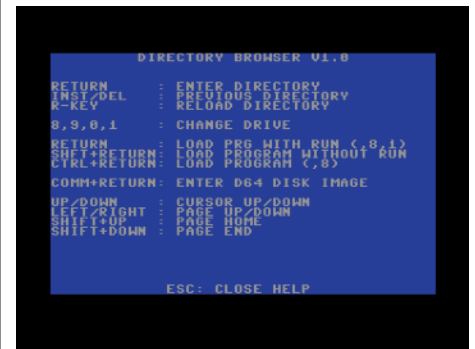 DIRECTORY BROWSER V1.0
RETURN : ENTER DIRECTORY
INST/DEL : PREVIOUS DIRECTORY
R-KEY : RELOAD DIRECTORY
8,9,0,1 : CHANGE DRIVE
RETURN : LOAD PRG WITH RUN (,8,1)
SHFT+RETURN: LOAD PROGRAM WITHOUT RUN
CTRL+RETURN: LOAD PROGRAM (,8)
COMM+RETURN: ENTER D64 DISK IMAGE
UP/DOWN : CURSOR UP/DOWN
LEFT/RIGHT : PAGE UP/DOWN
SHIFT+UP : PAGE HOME
SHIFT+DOWN : PAGE END
ESC: CLOSE HELP